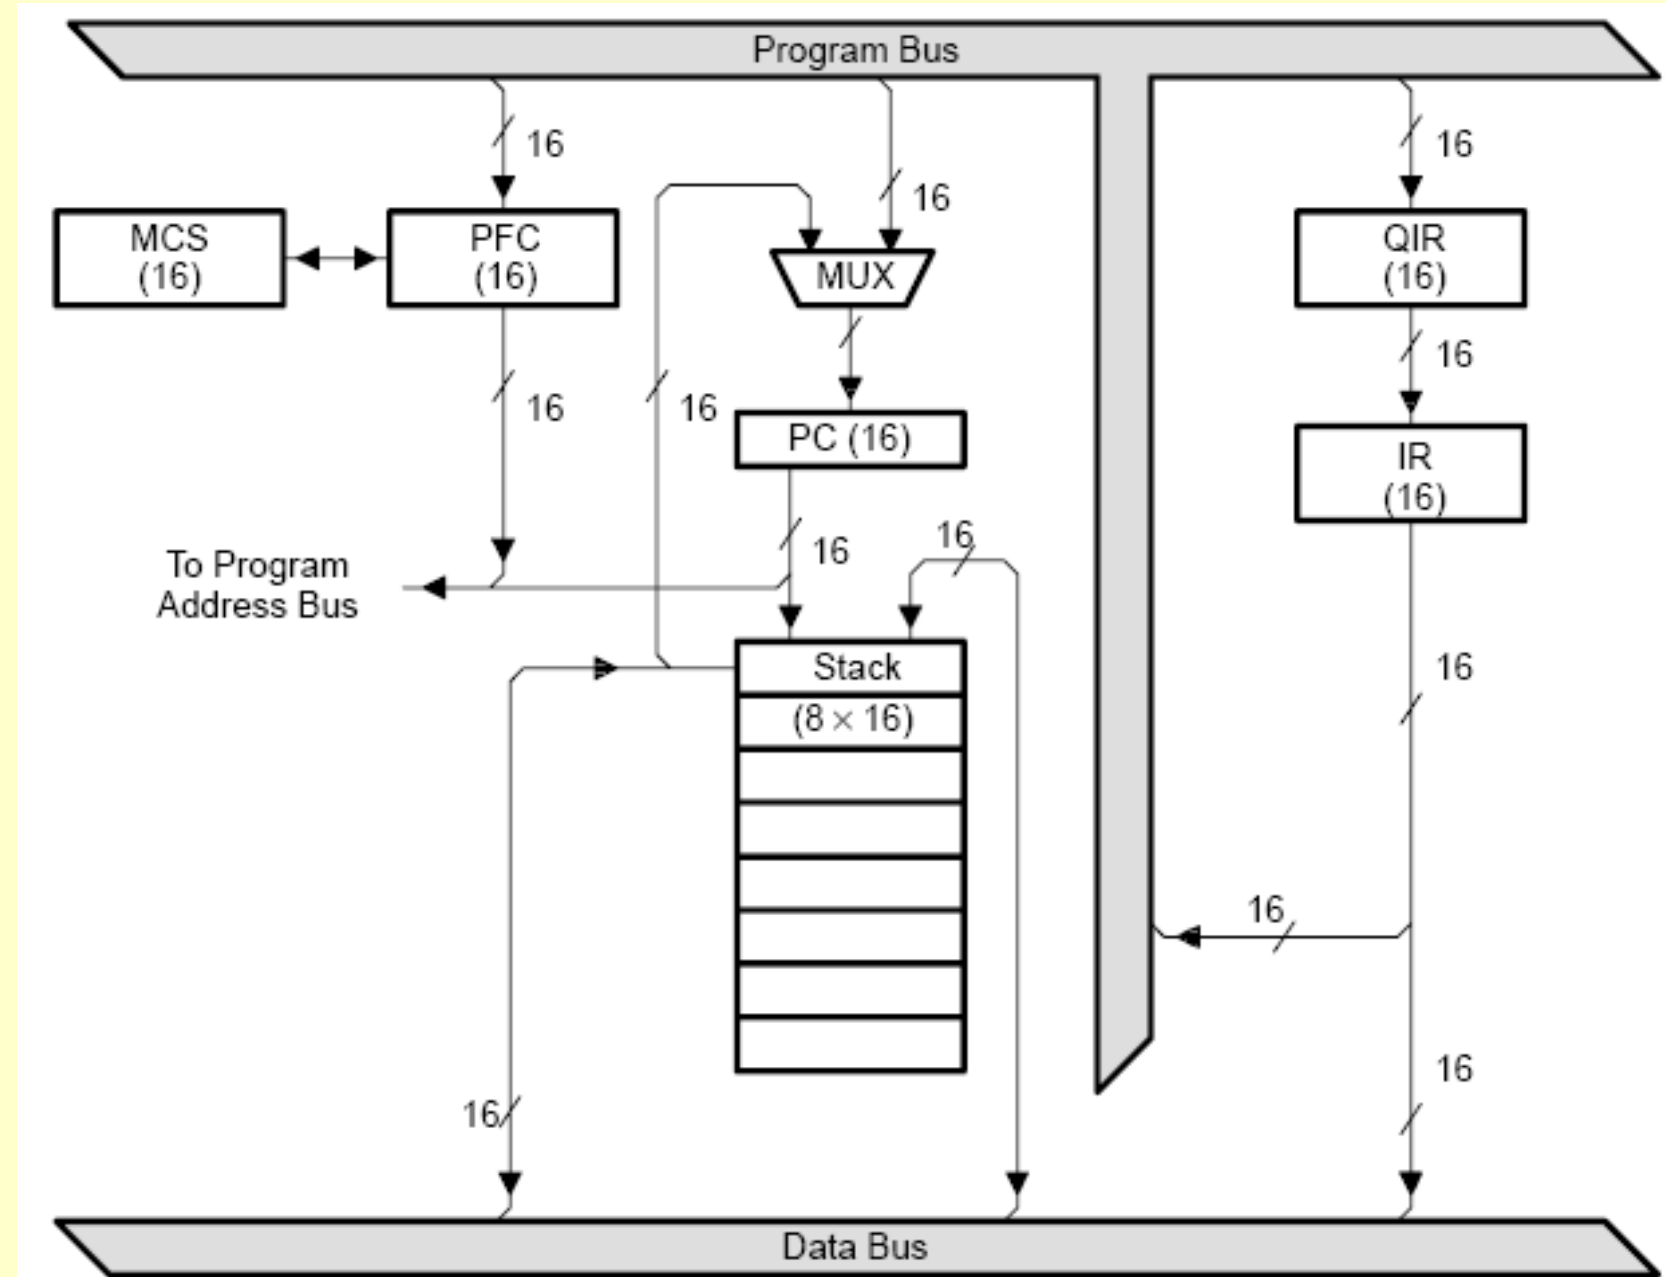 Program Bus
16
16
16
MCS
(16)
PFC
(16)
MUX
QIR
(16)
16
16
16
PC (16)
IR
(16)
16
16
To Program
Address Bus
Stack
(8 × 16)
16
16
16
16
Data Bus